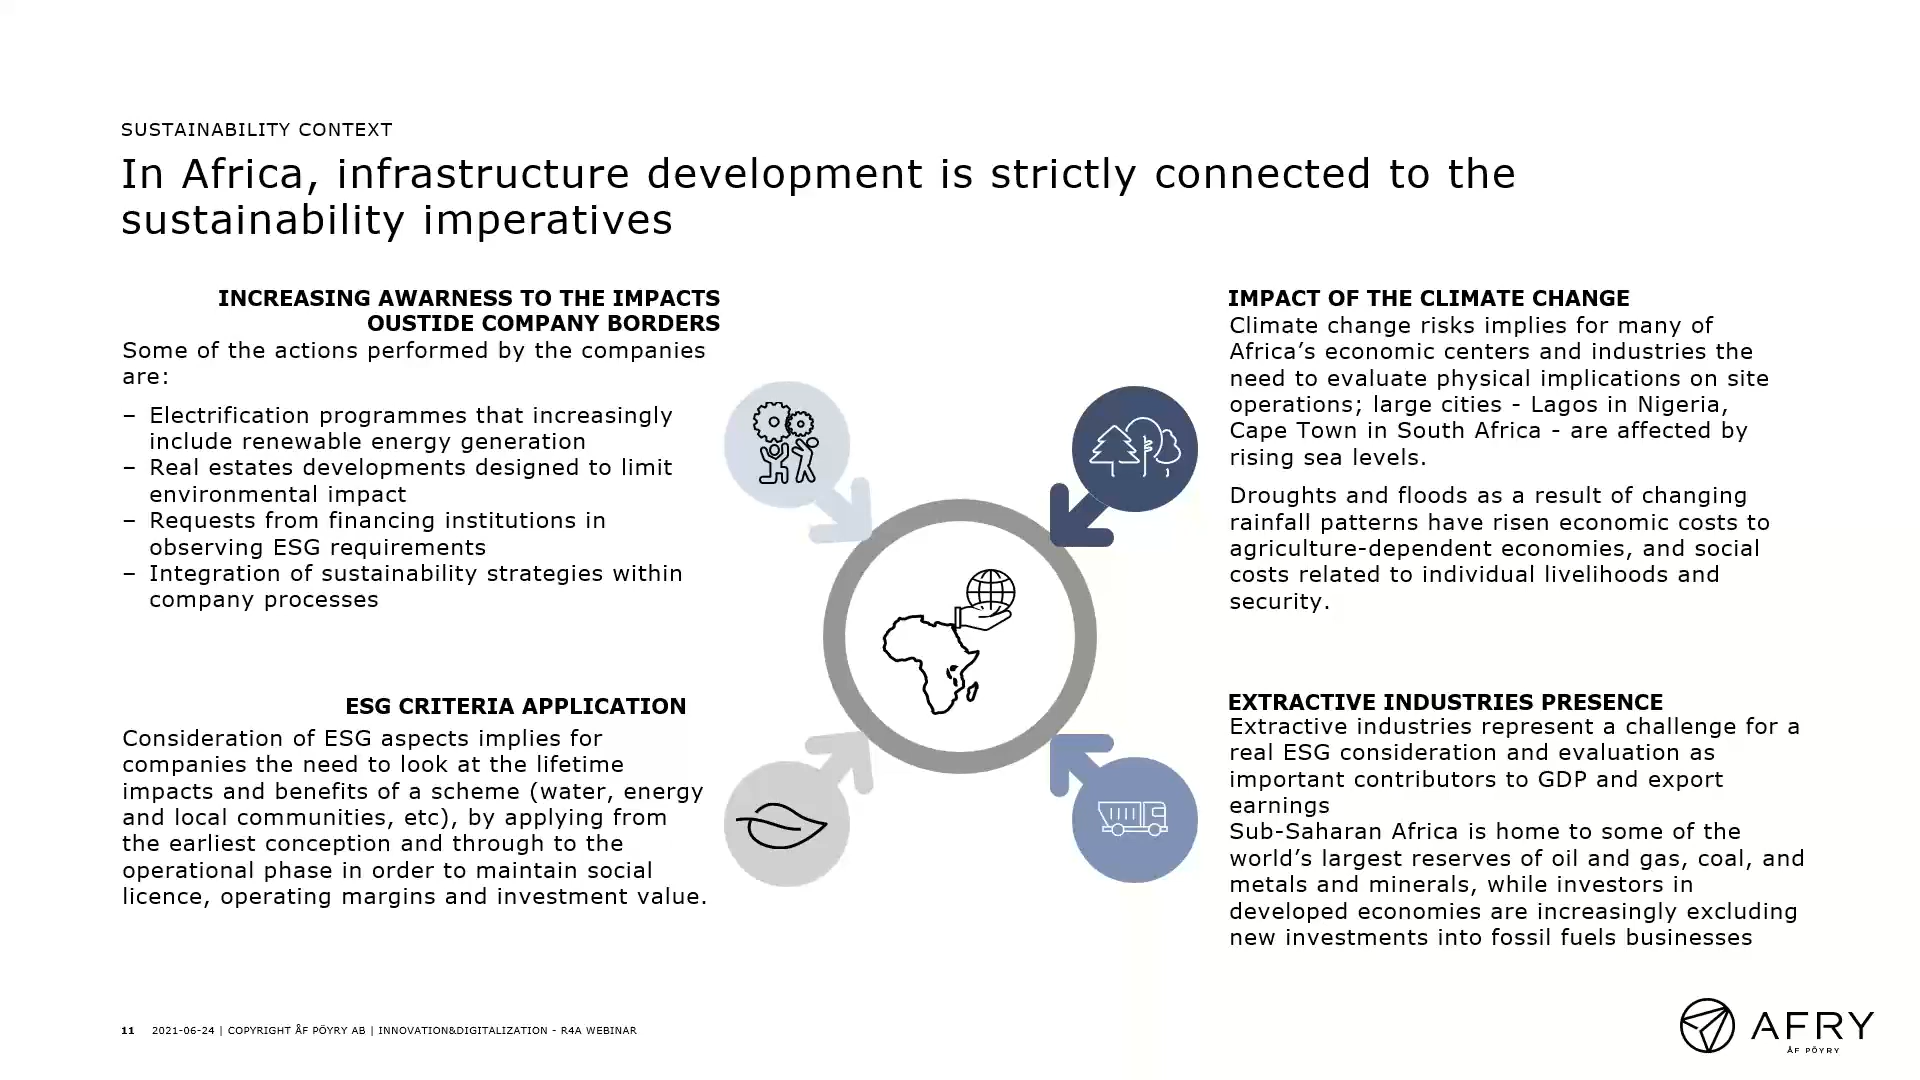 SUSTAINABILITY CONTEXT
In Africa, infrastructure development is strictly connected to the
sustainability imperatives
INCREASING AWARNESS TO THE IMPACTS
OUSTIDE COMPANY BORDERS
Some of the actions performed by the companies
are:
– Electrification programmes that increasingly
include renewable energy generation
– Real estates developments designed to limit
environmental impact
– Requests from financing institutions in
observing ESG requirements
– Integration of sustainability strategies within
company processes
ESG CRITERIA APPLICATION
Consideration of ESG aspects implies for
companies the need to look at the lifetime
impacts and benefits of a scheme (water, energy
and local communities, etc), by applying from
the earliest conception and through to the
operational phase in order to maintain social
licence, operating margins and investment value.
IMPACT OF THE CLIMATE CHANGE
Climate change risks implies for many of
Africa’s economic centers and industries the
need to evaluate physical implications on site
operations; large cities - Lagos in Nigeria,
Cape Town in South Africa - are affected by
rising sea levels.
Droughts and floods as a result of changing
rainfall patterns have risen economic costs to
agriculture-dependent economies, and social
costs related to individual livelihoods and
security.
EXTRACTIVE INDUSTRIES PRESENCE
Extractive industries represent a challenge for a
real ESG consideration and evaluation as
important contributors to GDP and export
earnings
Sub-Saharan Africa is home to some of the
world’s largest reserves of oil and gas, coal, and
metals and minerals, while investors in
developed economies are increasingly excluding
new investments into fossil fuels businesses
11 2021-06-24 | COPYRIGHT ÅF PÖYRY AB | INNOVATION&DIGITALIZATION - R4A WEBINAR
AFRY
ÅF PÖYRY